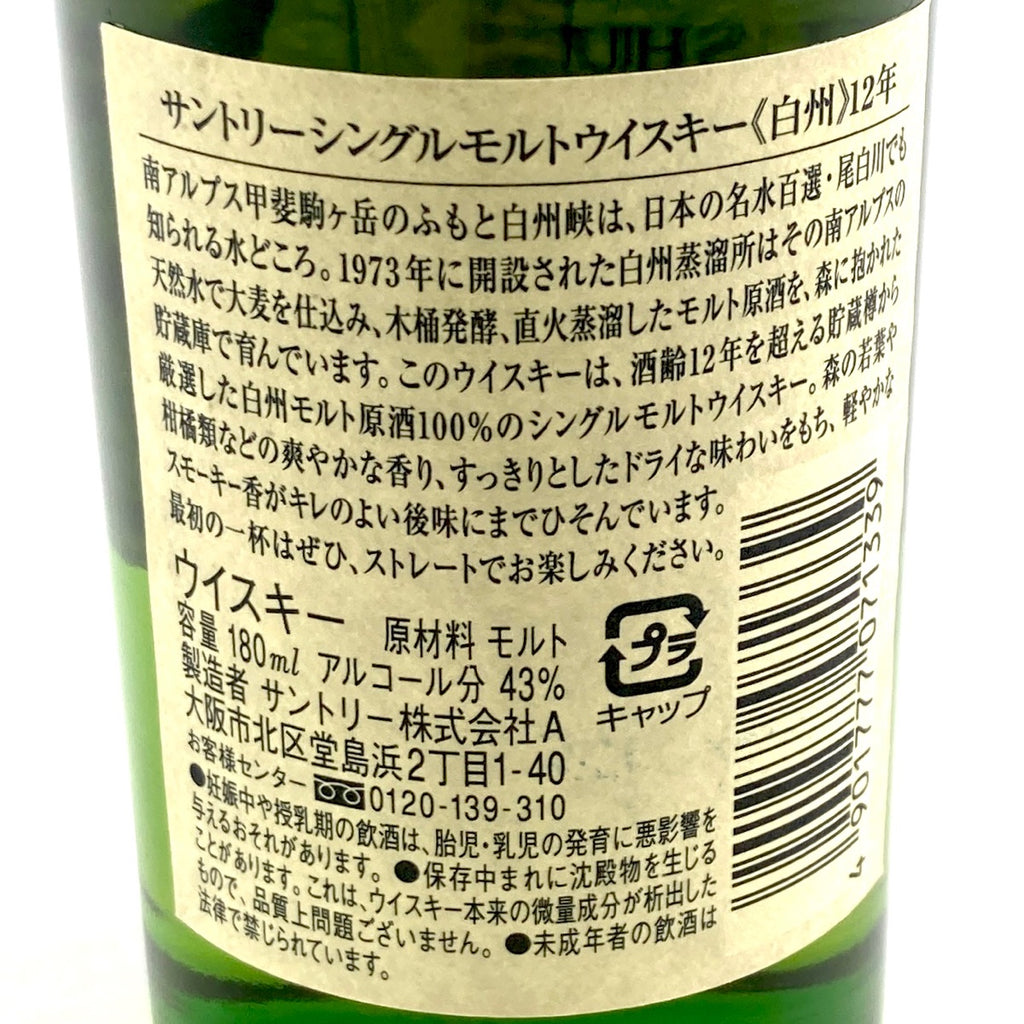 サントリーシングルモルトウイスキー《白州》12年
南アルプス甲斐駒ヶ岳のふもと白州峡は、日本の名水百選・尾白川でも
知られる水どころ。1973年に開設された白州蒸溜所はその南アルプスの
天然水で大麦を仕込み、木桶発酵、直火蒸溜したモルト原酒を、森に抱かれた
貯蔵庫で育んでいます。このウイスキーは、酒齢12年を超える貯蔵樽から
厳選した白州モルト原酒100%のシングルモルトウイスキー。森の若葉や
柑橘類などの爽やかな香り、すっきりとしたドライな味わいをもち、軽やかな
スモーキー香がキレのよい後味にまでひそんでいます。
最初の一杯はぜひ、ストレートでお楽しみください。
ウイスキー 原材料 モルト
容量 180ml アルコール分 43%
製造者 サントリー株式会社A
大阪市北区堂島浜2丁目1-40
お客様センター 0120-139-310
●妊娠中や授乳期の飲酒は、胎児・乳児の発育に悪影響を
与えるおそれがあります。●保存中まれに沈殿物を生じる
ことがあります。これは、ウイスキー本来の微量成分が析出した
もので、品質上問題ございません。●未成年者の飲酒は
法律で禁じられています。
プラ
キャップ
4 901777 071339